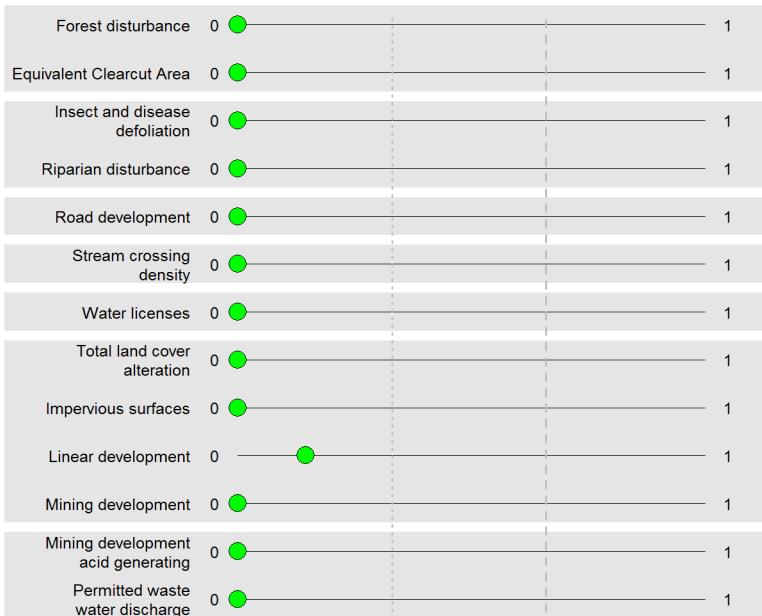 Forest disturbance 0 1
Equivalent Clearcut Area 0 1
Insect and disease
defoliation 0 1
Riparian disturbance 0 1
Road development 0 1
Stream crossing
density 0 1
Water licenses 0 1
Total land cover
alteration 0 1
Impervious surfaces 0 1
Linear development 0 1
Mining development 0 1
Mining development
acid generating 0 1
Permitted waste
water discharge 0 1